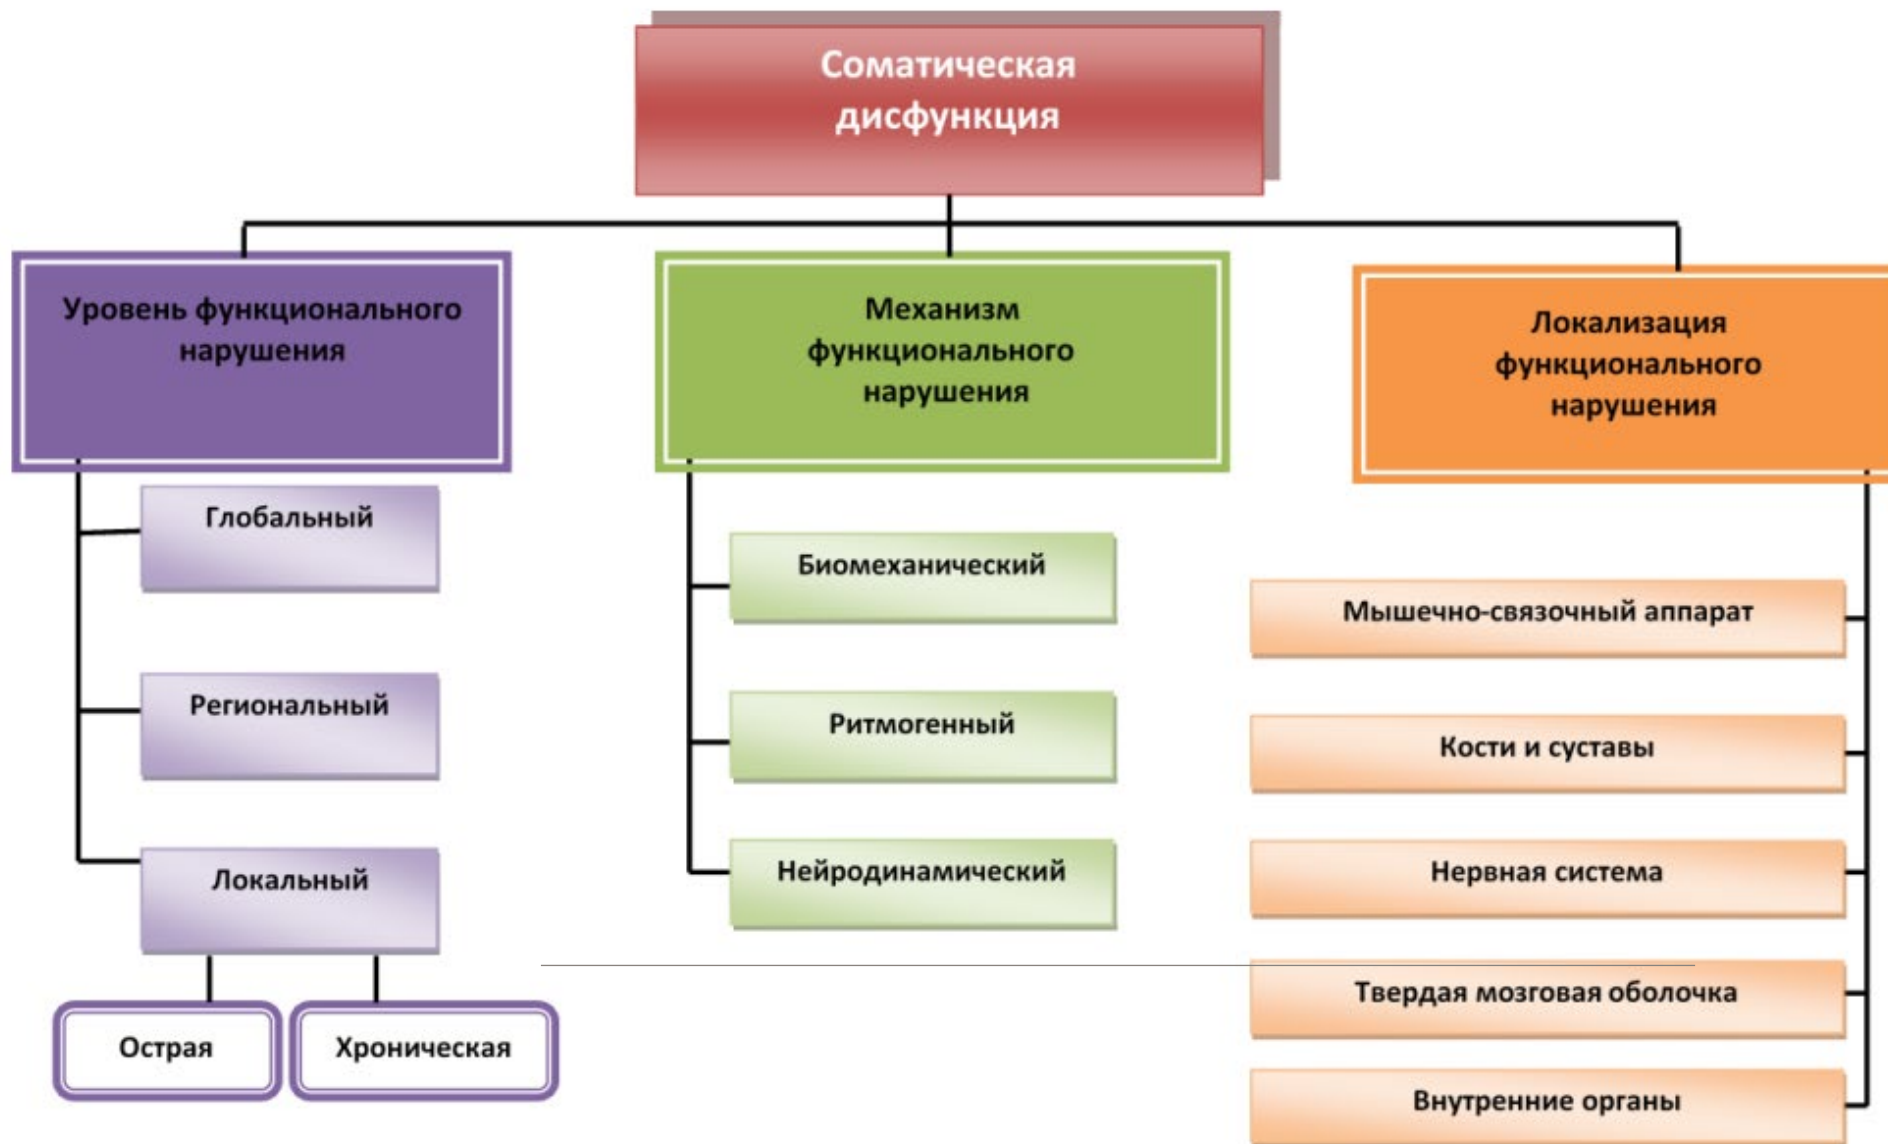 Соматическая
дисфункция
Уровень функционального
нарушения
Механизм
функционального
нарушения
Локализация
функционального
нарушения
Глобальный
Региональный
Локальный
Острая
Хроническая
Биомеханический
Ритмогенный
Нейродинамический
Мышечно-связочный аппарат
Кости и суставы
Нервная система
Твердая мозговая оболочка
Внутренние органы